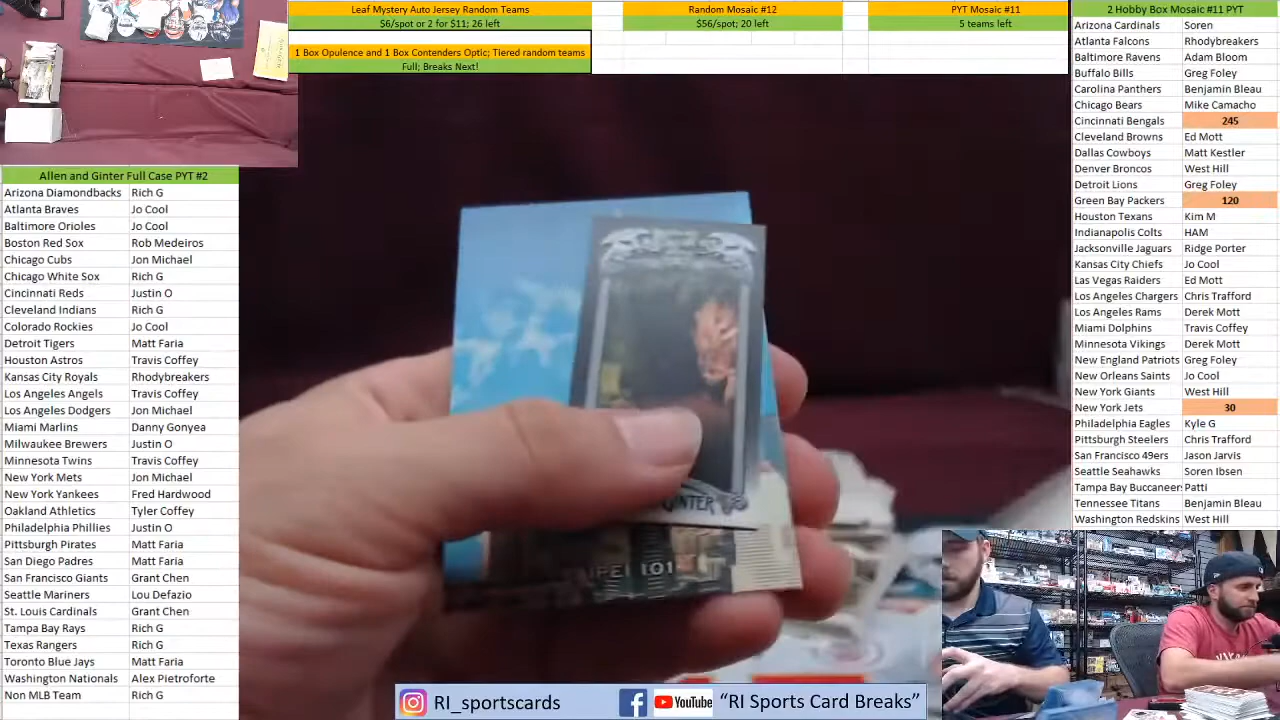 Leaf Mystery Auto Jersey Random Teams
$6/spot or 2 for $11; 26 left
1 Box Opulence and 1 Box Contenders Optic; Tiered random teams
Full; Breaks Next!
Random Mosaic #12
$56/spot; 20 left
PYT Mosaic #11
5 teams left
2 Hobby Box Mosaic #11 PYT
Arizona Cardinals Soren
Atlanta Falcons Rhodybreakers
Baltimore Ravens Adam Bloom
Buffalo Bills Greg Foley
Carolina Panthers Benjamin Bleau
Chicago Bears Mike Camacho
Cincinnati Bengals 245
Cleveland Browns Ed Mott
Dallas Cowboys Matt Kestler
Denver Broncos West Hill
Detroit Lions Greg Foley
Green Bay Packers 120
Houston Texans Kim M
Indianapolis Colts HAM
Jacksonville Jaguars Ridge Porter
Kansas City Chiefs Jo Cool
Las Vegas Raiders Ed Mott
Los Angeles Chargers Chris Trafford
Los Angeles Rams Derek Mott
Miami Dolphins Travis Coffey
Minnesota Vikings Derek Mott
New England Patriots Greg Foley
New Orleans Saints Jo Cool
New York Giants West Hill
New York Jets 30
Philadelphia Eagles Kyle G
Pittsburgh Steelers Chris Trafford
San Francisco 49ers Jason Jarvis
Seattle Seahawks Soren Ibsen
Tampa Bay Buccaneer Patti
Tennessee Titans Benjamin Bleau
Washington Redskins West Hill
Allen and Ginter Full Case PYT #2
Arizona Diamondbacks Rich G
Atlanta Braves Jo Cool
Baltimore Orioles Jo Cool
Boston Red Sox Rob Medeiros
Chicago Cubs Jon Michael
Chicago White Sox Rich G
Cincinnati Reds Justin O
Cleveland Indians Rich G
Colorado Rockies Jo Cool
Detroit Tigers Matt Faria
Houston Astros Travis Coffey
Kansas City Royals Rhodybreakers
Los Angeles Angels Travis Coffey
Los Angeles Dodgers Jon Michael
Miami Marlins Danny Gonyea
Milwaukee Brewers Justin O
Minnesota Twins Travis Coffey
New York Mets Jon Michael
New York Yankees Fred Hardwood
Oakland Athletics Tyler Coffey
Philadelphia Phillies Justin O
Pittsburgh Pirates Matt Faria
San Diego Padres Matt Faria
San Francisco Giants Grant Chen
Seattle Mariners Lou Defazio
St. Louis Cardinals Grant Chen
Tampa Bay Rays Rich G
Texas Rangers Rich G
Toronto Blue Jays Matt Faria
Washington Nationals Alex Pietroforte
Non MLB Team Rich G
GINTER
TAIPEI 101
RI_sportscards
YouTube "RI Sports Card Breaks"